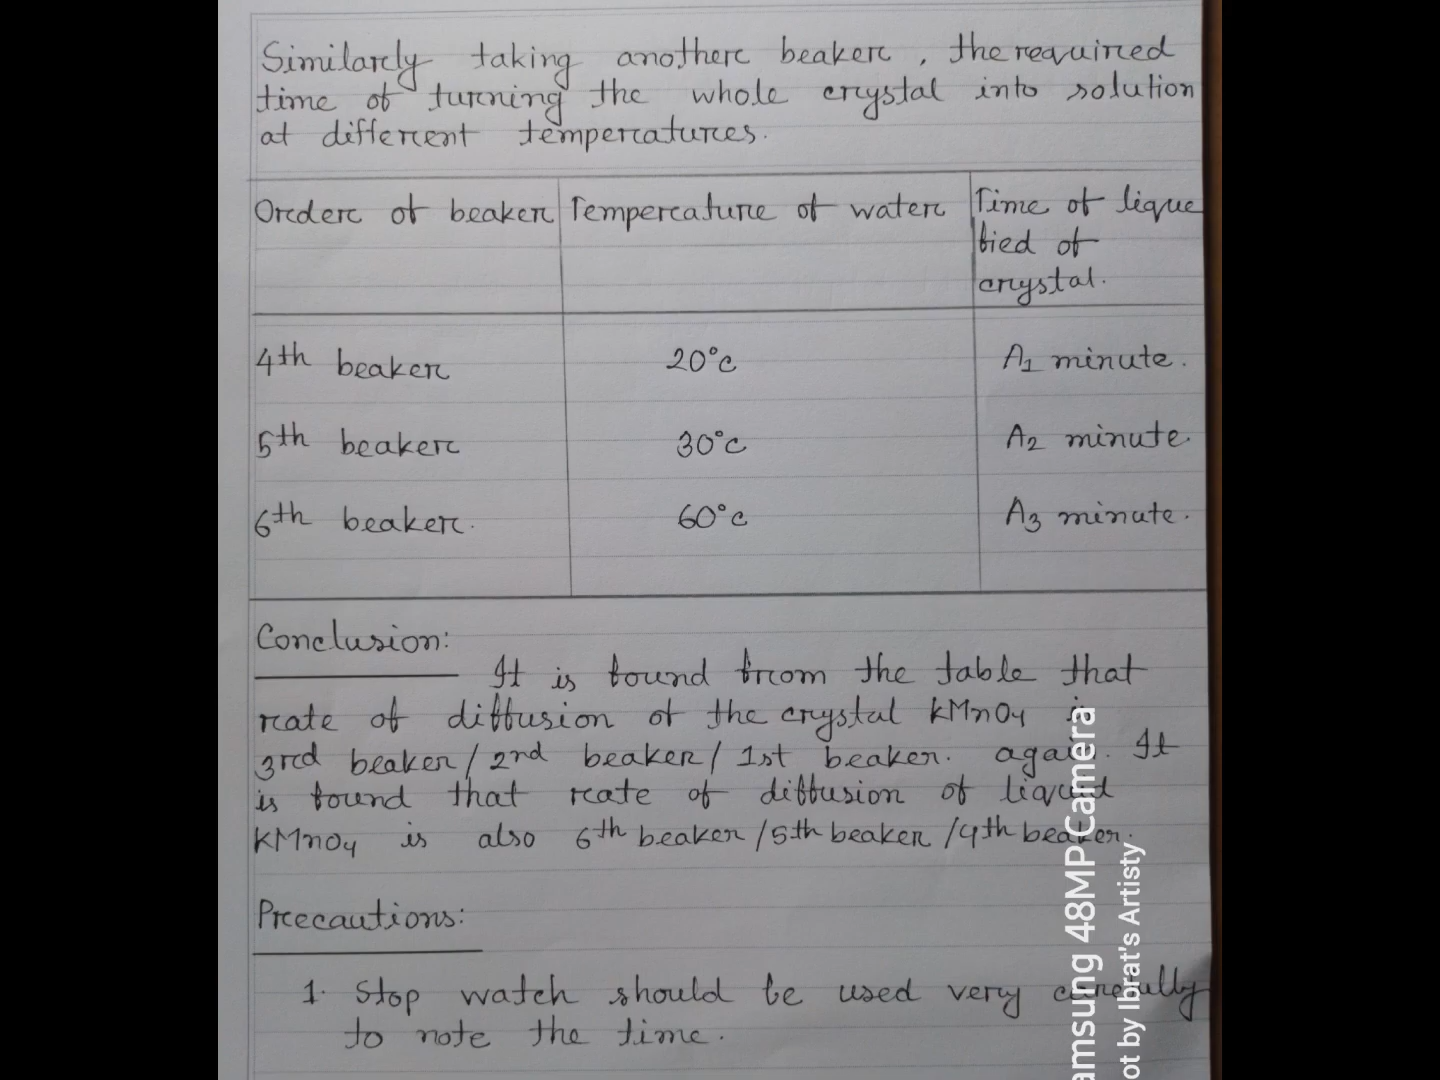 Similarly taking another beaker, the required
time of turning the whole crystal into solution
at different temperatures.
Order of beaker Temperature of water Time of lique
fied of
crystal.
4th beaker 20°c A1 minute.
5th beaker 30°c A2 minute.
6th beaker. 60°c A3 minute.
Conclusion:
It is found from the table that
rate of diffusion of the crystal KMnO4 is
3rd beaker/2nd beaker/1st beaker. again. It
is found that rate of diffusion of liquid
KMnO4 is also 6th beaker/5th beaker/4th beaker.
Precautions:
1. Stop watch should be used very carefully
to note the time.
amsung 48MP Camera
ot by Ibrat's Artisty